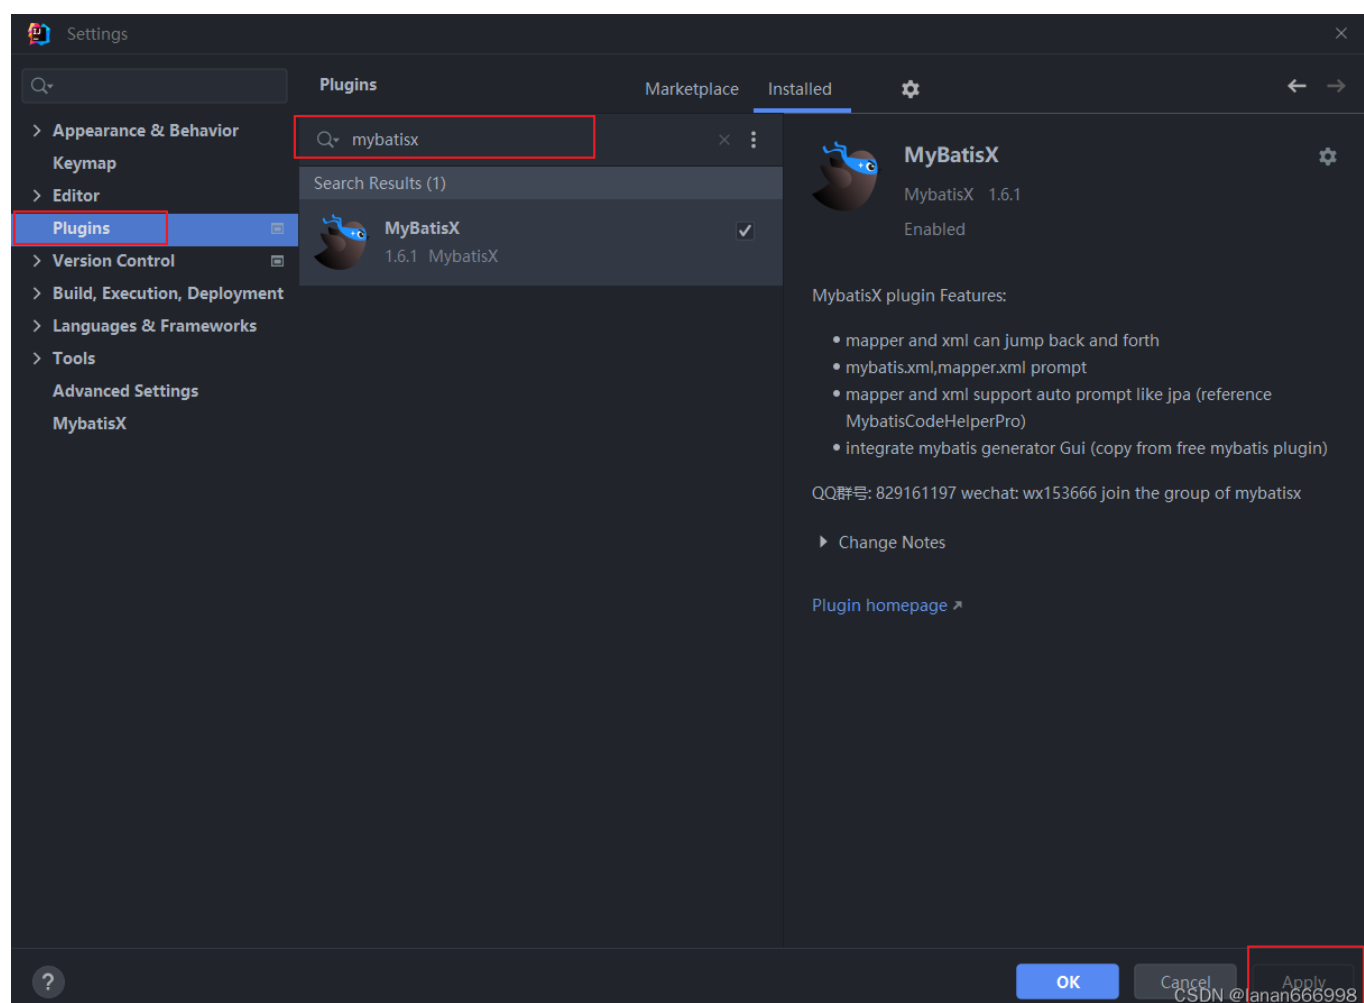 Settings
Plugins
Marketplace
Installed
Appearance & Behavior
Keymap
Editor
Plugins
Version Control
Build, Execution, Deployment
Languages & Frameworks
Tools
Advanced Settings
MybatisX
mybatisx
Search Results (1)
MyBatisX
1.6.1 MybatisX
MyBatisX
MybatisX 1.6.1
Enabled
MybatisX plugin Features:
• mapper and xml can jump back and forth
• mybatis.xml,mapper.xml prompt
• mapper and xml support auto prompt like jpa (reference
MybatisCodeHelperPro)
• integrate mybatis generator Gui (copy from free mybatis plugin)
QQ群号: 829161197 wechat: wx153666 join the group of mybatisx
Change Notes
Plugin homepage
?
OK
Cancel
Apply
CSDN @lanan666998